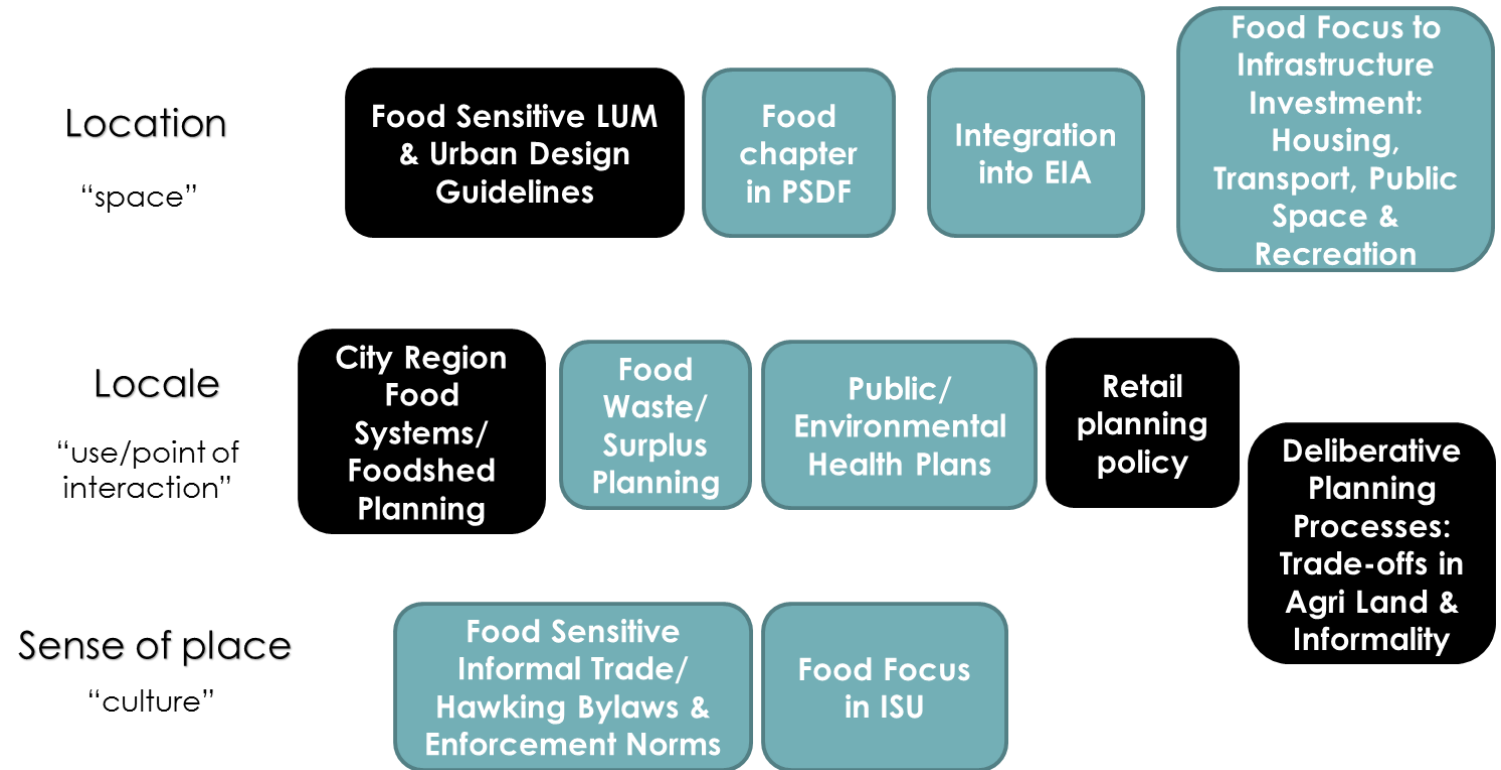 Location
“space”
Food Sensitive LUM
& Urban Design
Guidelines
Food
chapter
in PSDF
Integration
into EIA
Food Focus to
Infrastructure
Investment:
Housing,
Transport, Public
Space &
Recreation
Locale
“use/point of
interaction”
City Region
Food
Systems/
Foodshed
Planning
Food
Waste/
Surplus
Planning
Public/
Environmental
Health Plans
Retail
planning
policy
Deliberative
Planning
Processes:
Trade-offs in
Agri Land &
Informality
Sense of place
“culture”
Food Sensitive
Informal Trade/
Hawking Bylaws &
Enforcement Norms
Food Focus
in ISU